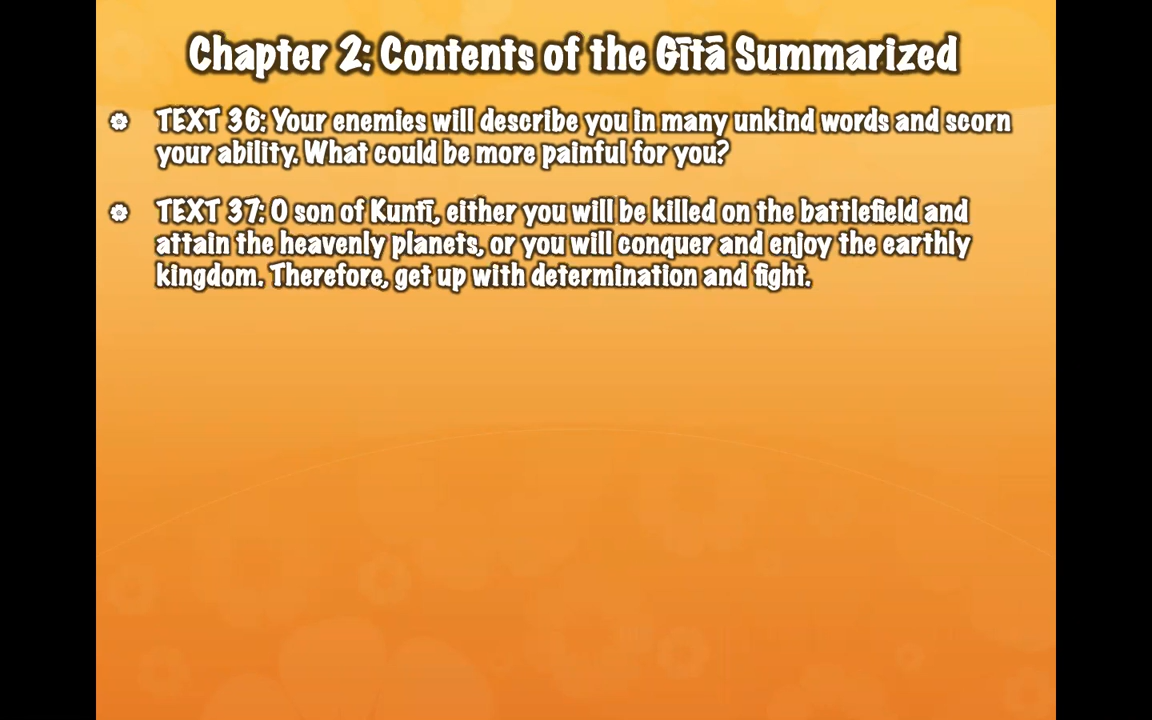 Chapter 2: Contents of the Gītā Summarized
TEXT 36: Your enemies will describe you in many unkind words and scorn
your ability. What could be more painful for you?
TEXT 37: O son of Kuntī, either you will be killed on the battlefield and
attain the heavenly planets, or you will conquer and enjoy the earthly
kingdom. Therefore, get up with determination and fight.